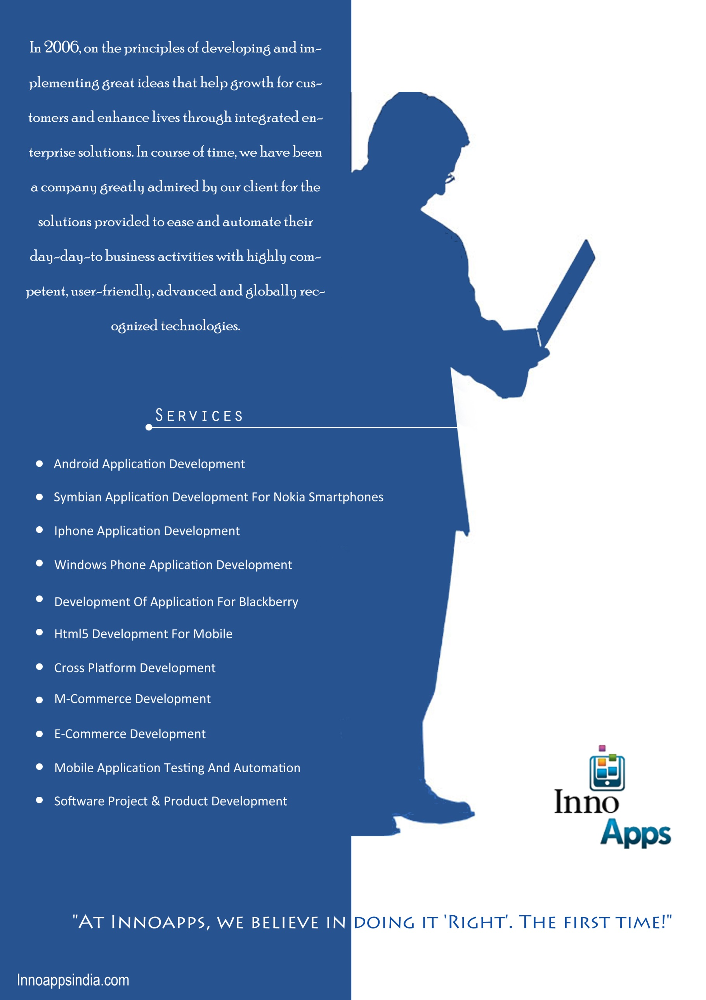 In 2006, on the principles of developing and im-
plementing great ideas that help growth for cus-
tomers and enhance lives through integrated en-
terprise solutions. In course of time, we have been
a company greatly admired by our client for the
solutions provided to ease and automate their
day-day-to business activities with highly com-
petent, user-friendly, advanced and globally rec-
ognized technologies.
Services
Android Application Development
Symbian Application Development For Nokia Smartphones
Iphone Application Development
Windows Phone Application Development
Development Of Application For Blackberry
Html5 Development For Mobile
Cross Platform Development
M-Commerce Development
E-Commerce Development
Mobile Application Testing And Automation
Software Project & Product Development
Inno
Apps
"At Innoapps, we believe in doing it 'Right'. The first time!"
Innoappsindia.com